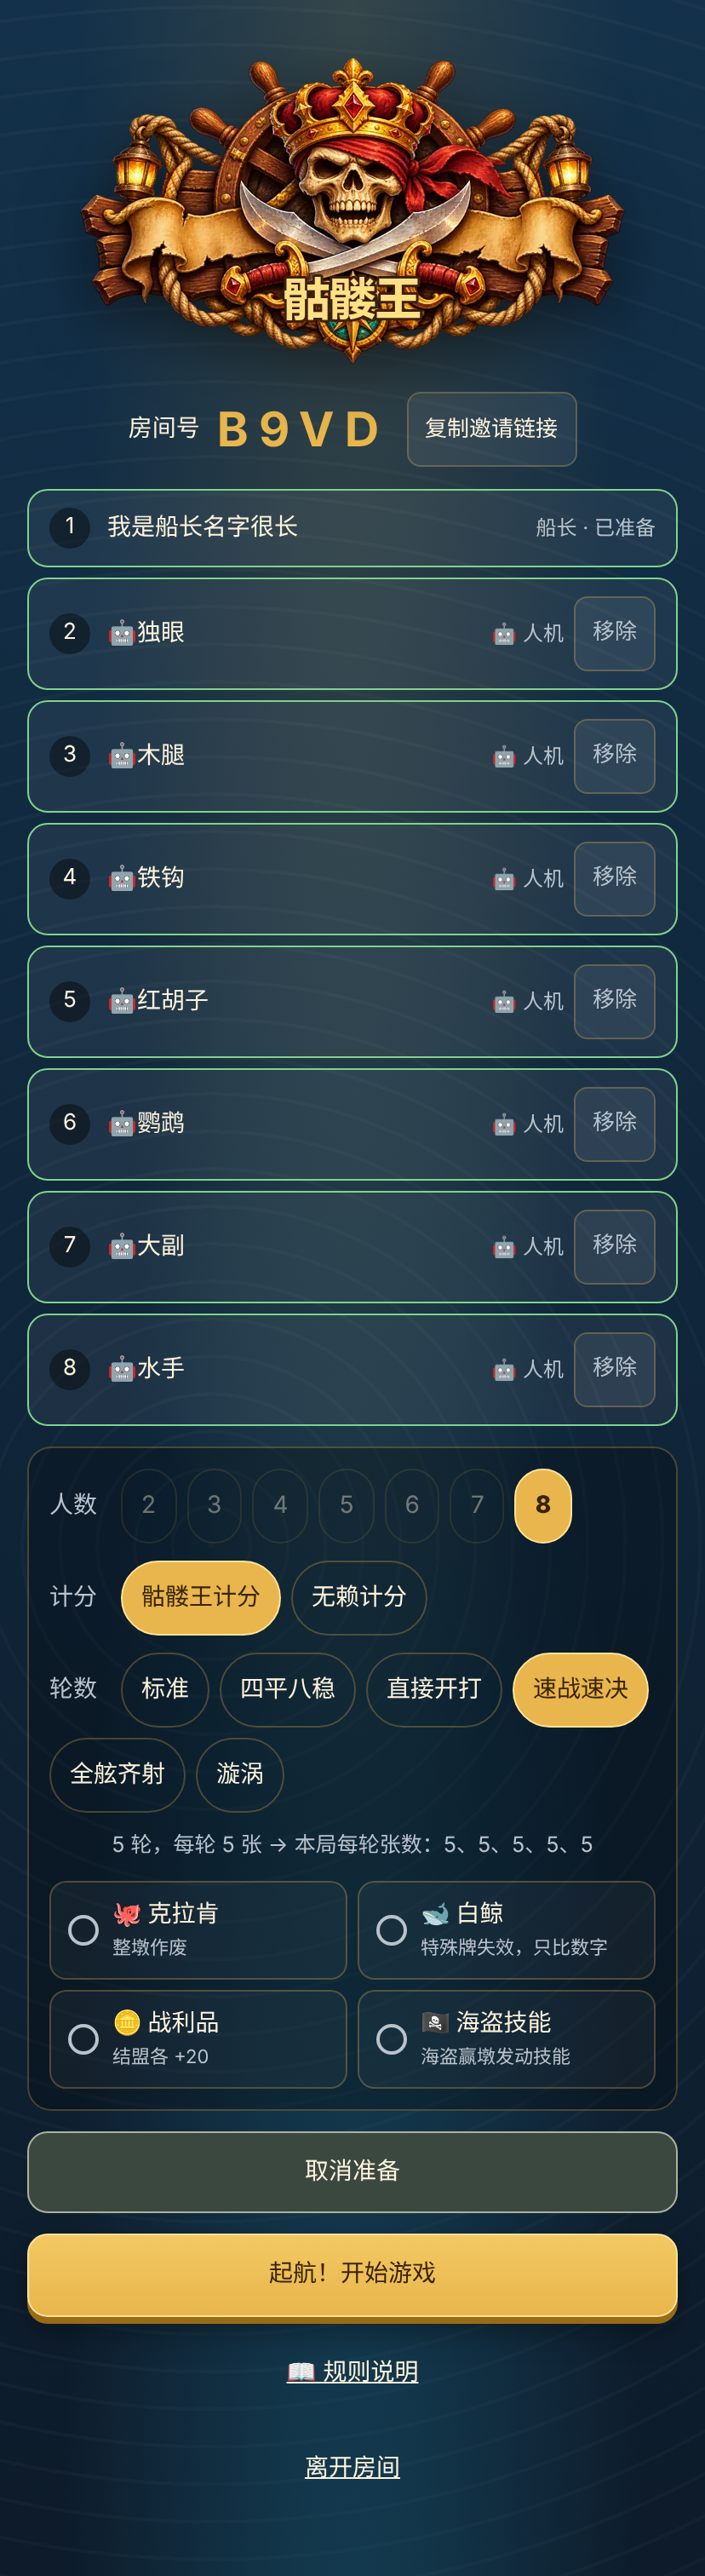 骷髅王
房间号 B9VD 复制邀请链接
1 我是船长名字很长 船长 · 已准备
2 🤖独眼 🤖 人机 移除
3 🤖木腿 🤖 人机 移除
4 🤖铁钩 🤖 人机 移除
5 🤖红胡子 🤖 人机 移除
6 🤖鹦鹉 🤖 人机 移除
7 🤖大副 🤖 人机 移除
8 🤖水手 🤖 人机 移除
人数 2 3 4 5 6 7 8
计分 骷髅王计分 无赖计分
轮数 标准 四平八稳 直接开打 速战速决
全舷齐射 漩涡
5 轮，每轮 5 张 → 本局每轮张数：5、5、5、5、5
🐙 克拉肯
整墩作废
🐋 白鲸
特殊牌失效，只比数字
🪙 战利品
结盟各 +20
🏴‍☠️ 海盗技能
海盗赢墩发动技能
取消准备
起航！开始游戏
📖 规则说明
离开房间